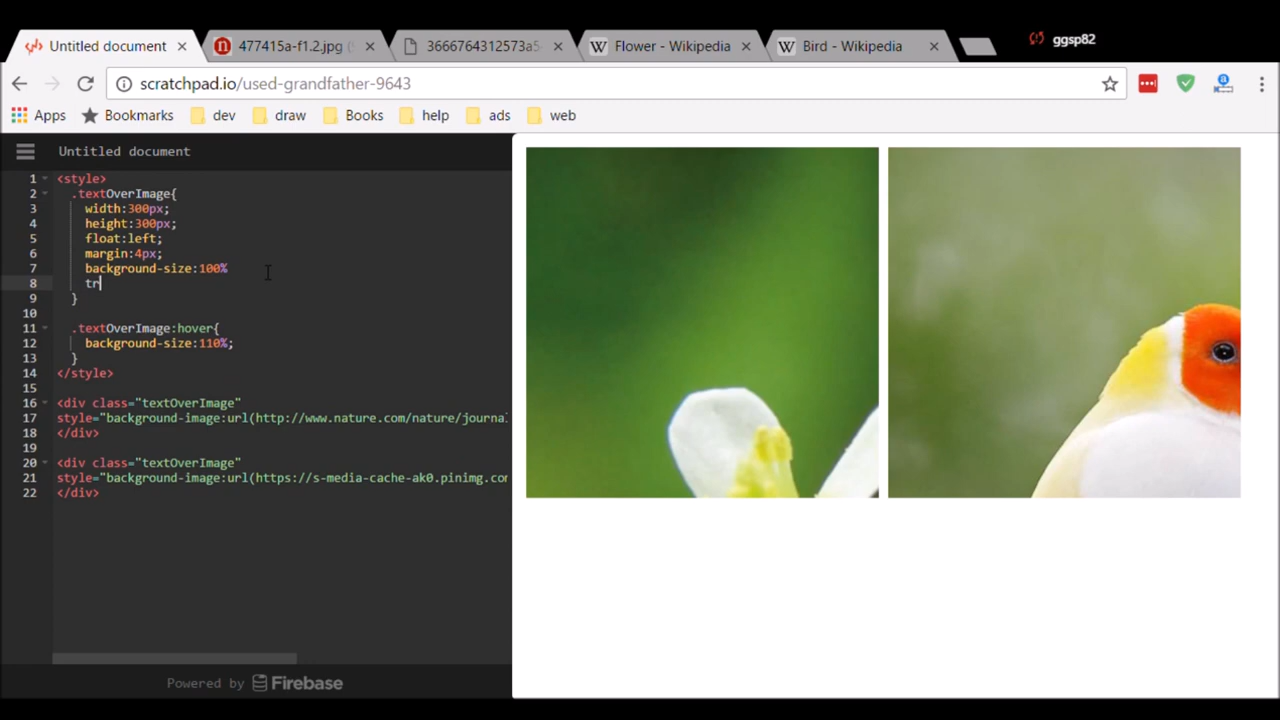 Untitled document
477415a-f1.2.jpg (
3666764312573a5
Flower - Wikipedia
Bird - Wikipedia
ggsp82
scratchpad.io/used-grandfather-9643
Apps Bookmarks dev draw Books help ads web
Untitled document
1 <style>
2 .textOverImage{
3 width:300px;
4 height:300px;
5 float:left;
6 margin:4px;
7 background-size:100%
8 tr
9 }
10
11 .textOverImage:hover{
12 background-size:110%;
13 }
14 </style>
15
16 <div class="textOverImage"
17 style="background-image:url(http://www.nature.com/nature/journa
18 </div>
19
20 <div class="textOverImage"
21 style="background-image:url(https://s-media-cache-ak0.pinimg.co
22 </div>
Powered by Firebase